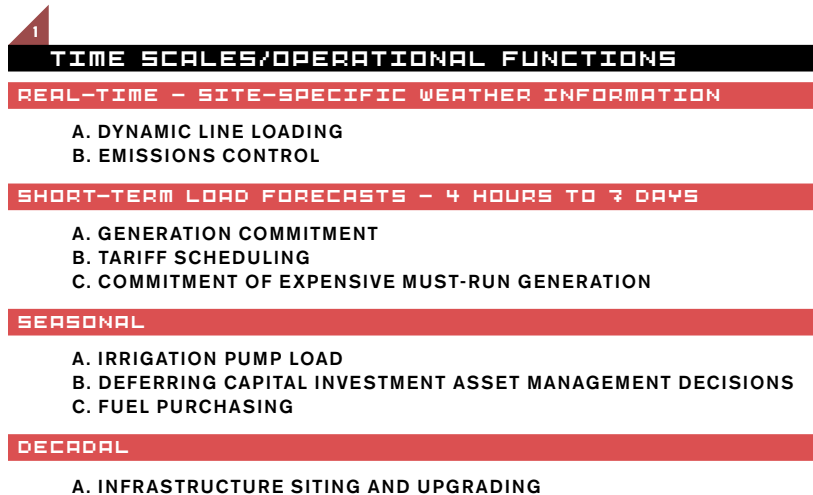 1
TIME SCALES/OPERATIONAL FUNCTIONS
REAL-TIME - SITE-SPECIFIC WEATHER INFORMATION
A. DYNAMIC LINE LOADING
B. EMISSIONS CONTROL
SHORT-TERM LOAD FORECASTS - 4 HOURS TO 7 DAYS
A. GENERATION COMMITMENT
B. TARIFF SCHEDULING
C. COMMITMENT OF EXPENSIVE MUST-RUN GENERATION
SEASONAL
A. IRRIGATION PUMP LOAD
B. DEFERRING CAPITAL INVESTMENT ASSET MANAGEMENT DECISIONS
C. FUEL PURCHASING
DECADAL
A. INFRASTRUCTURE SITING AND UPGRADING